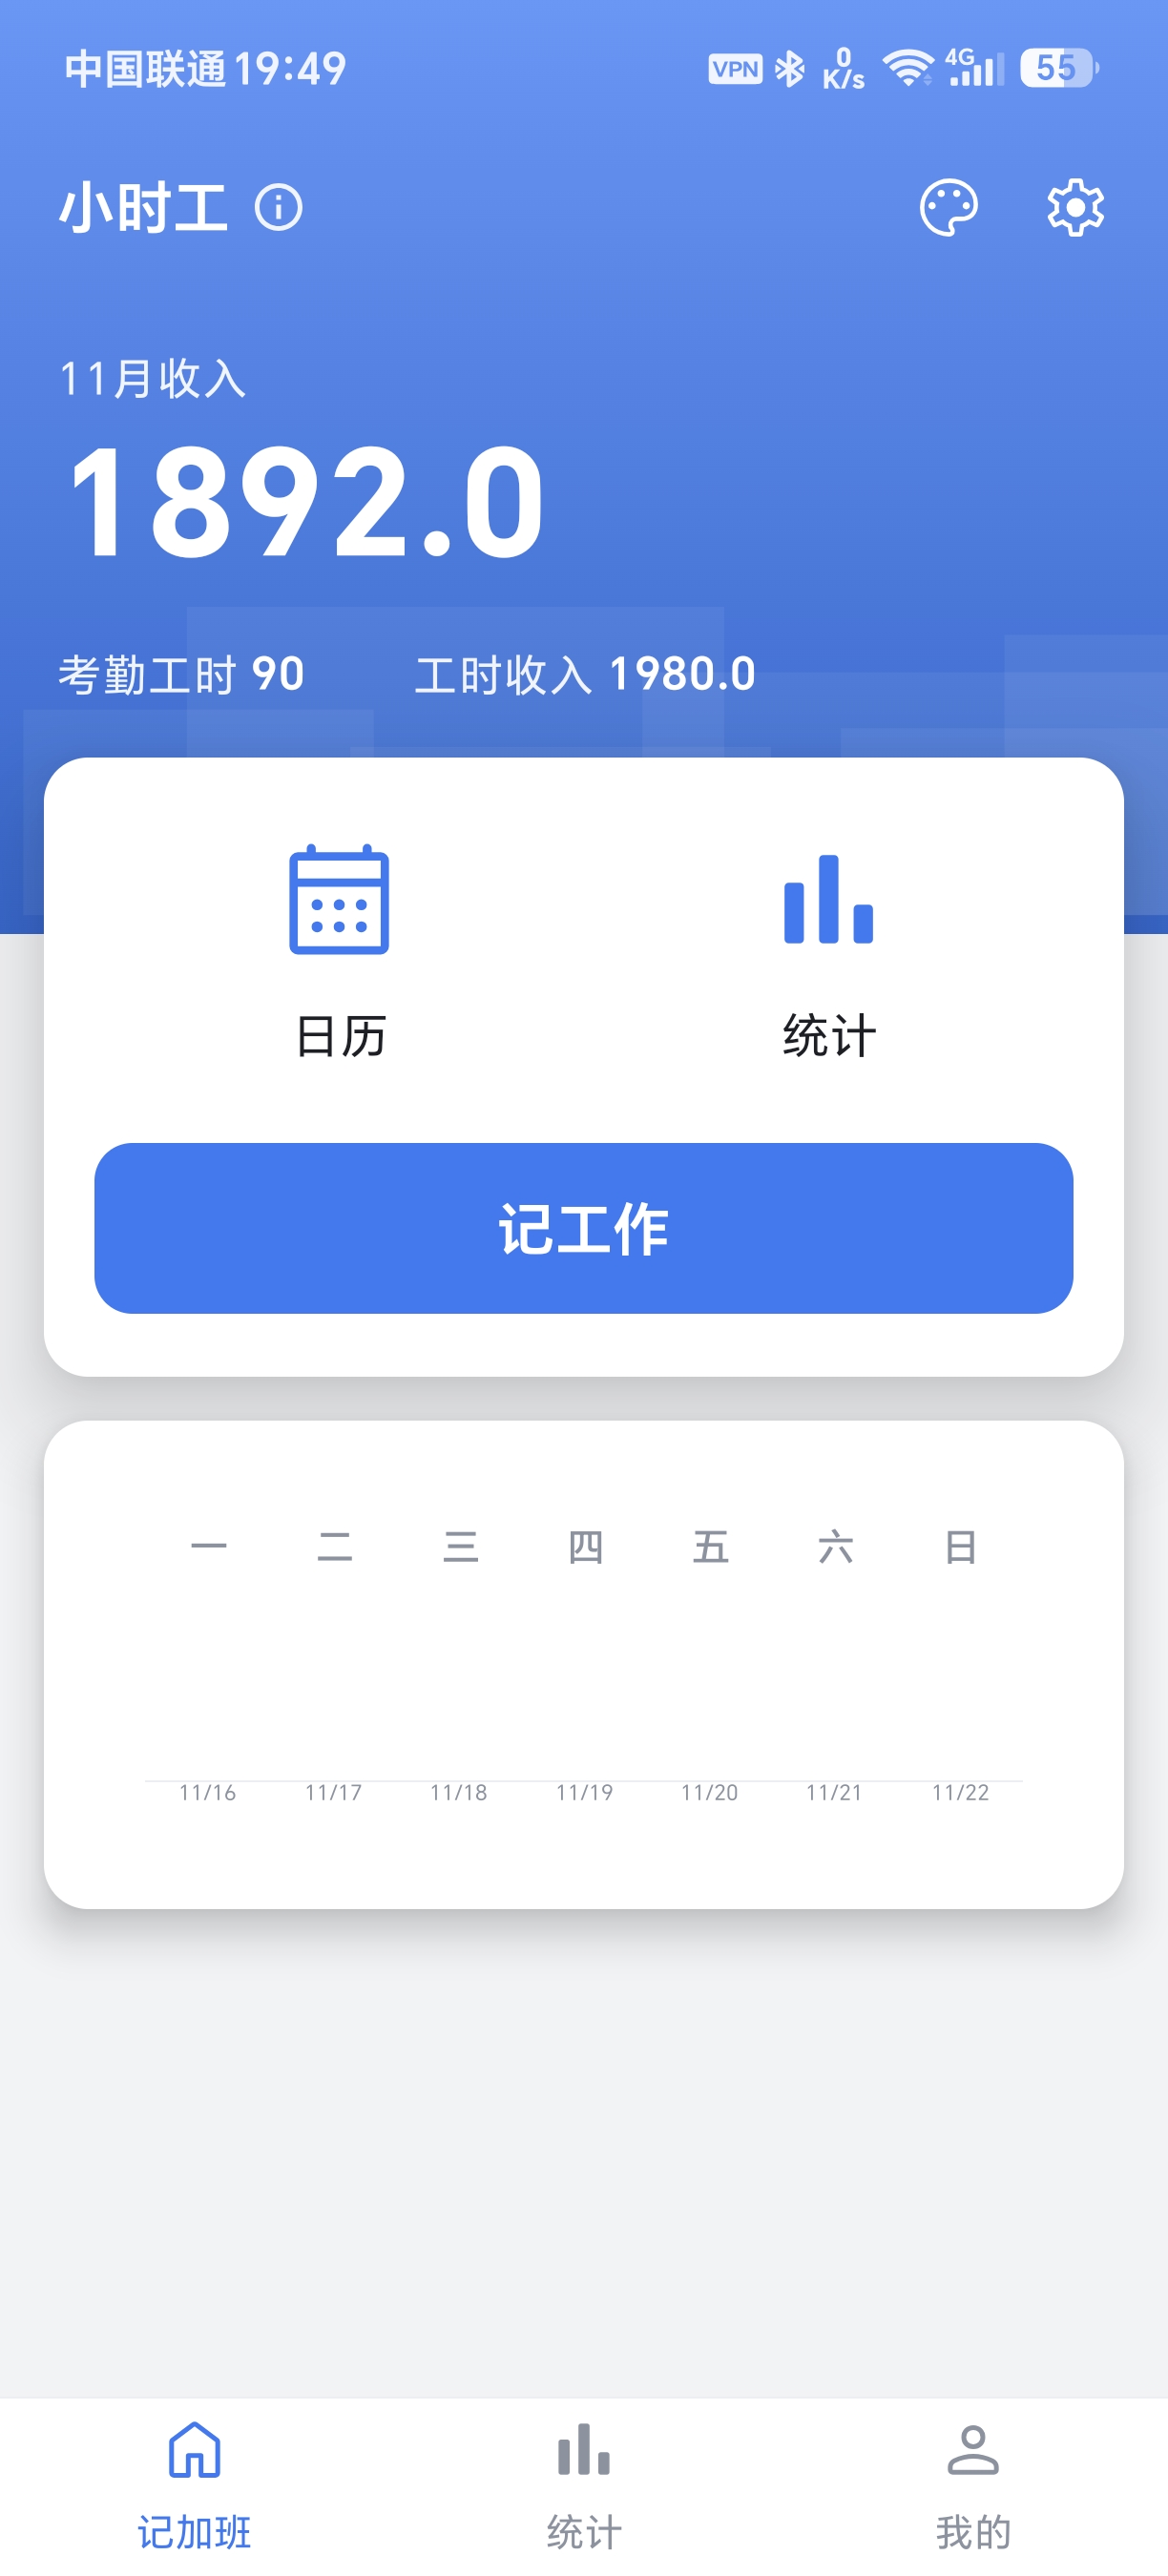 中国联通 19:49 VPN 0 K/s 4G 55
小时工
11月收入
1892.0
考勤工时 90 工时收入 1980.0
日历 统计
记工作
一 二 三 四 五 六 日
11/16 11/17 11/18 11/19 11/20 11/21 11/22
记加班 统计 我的